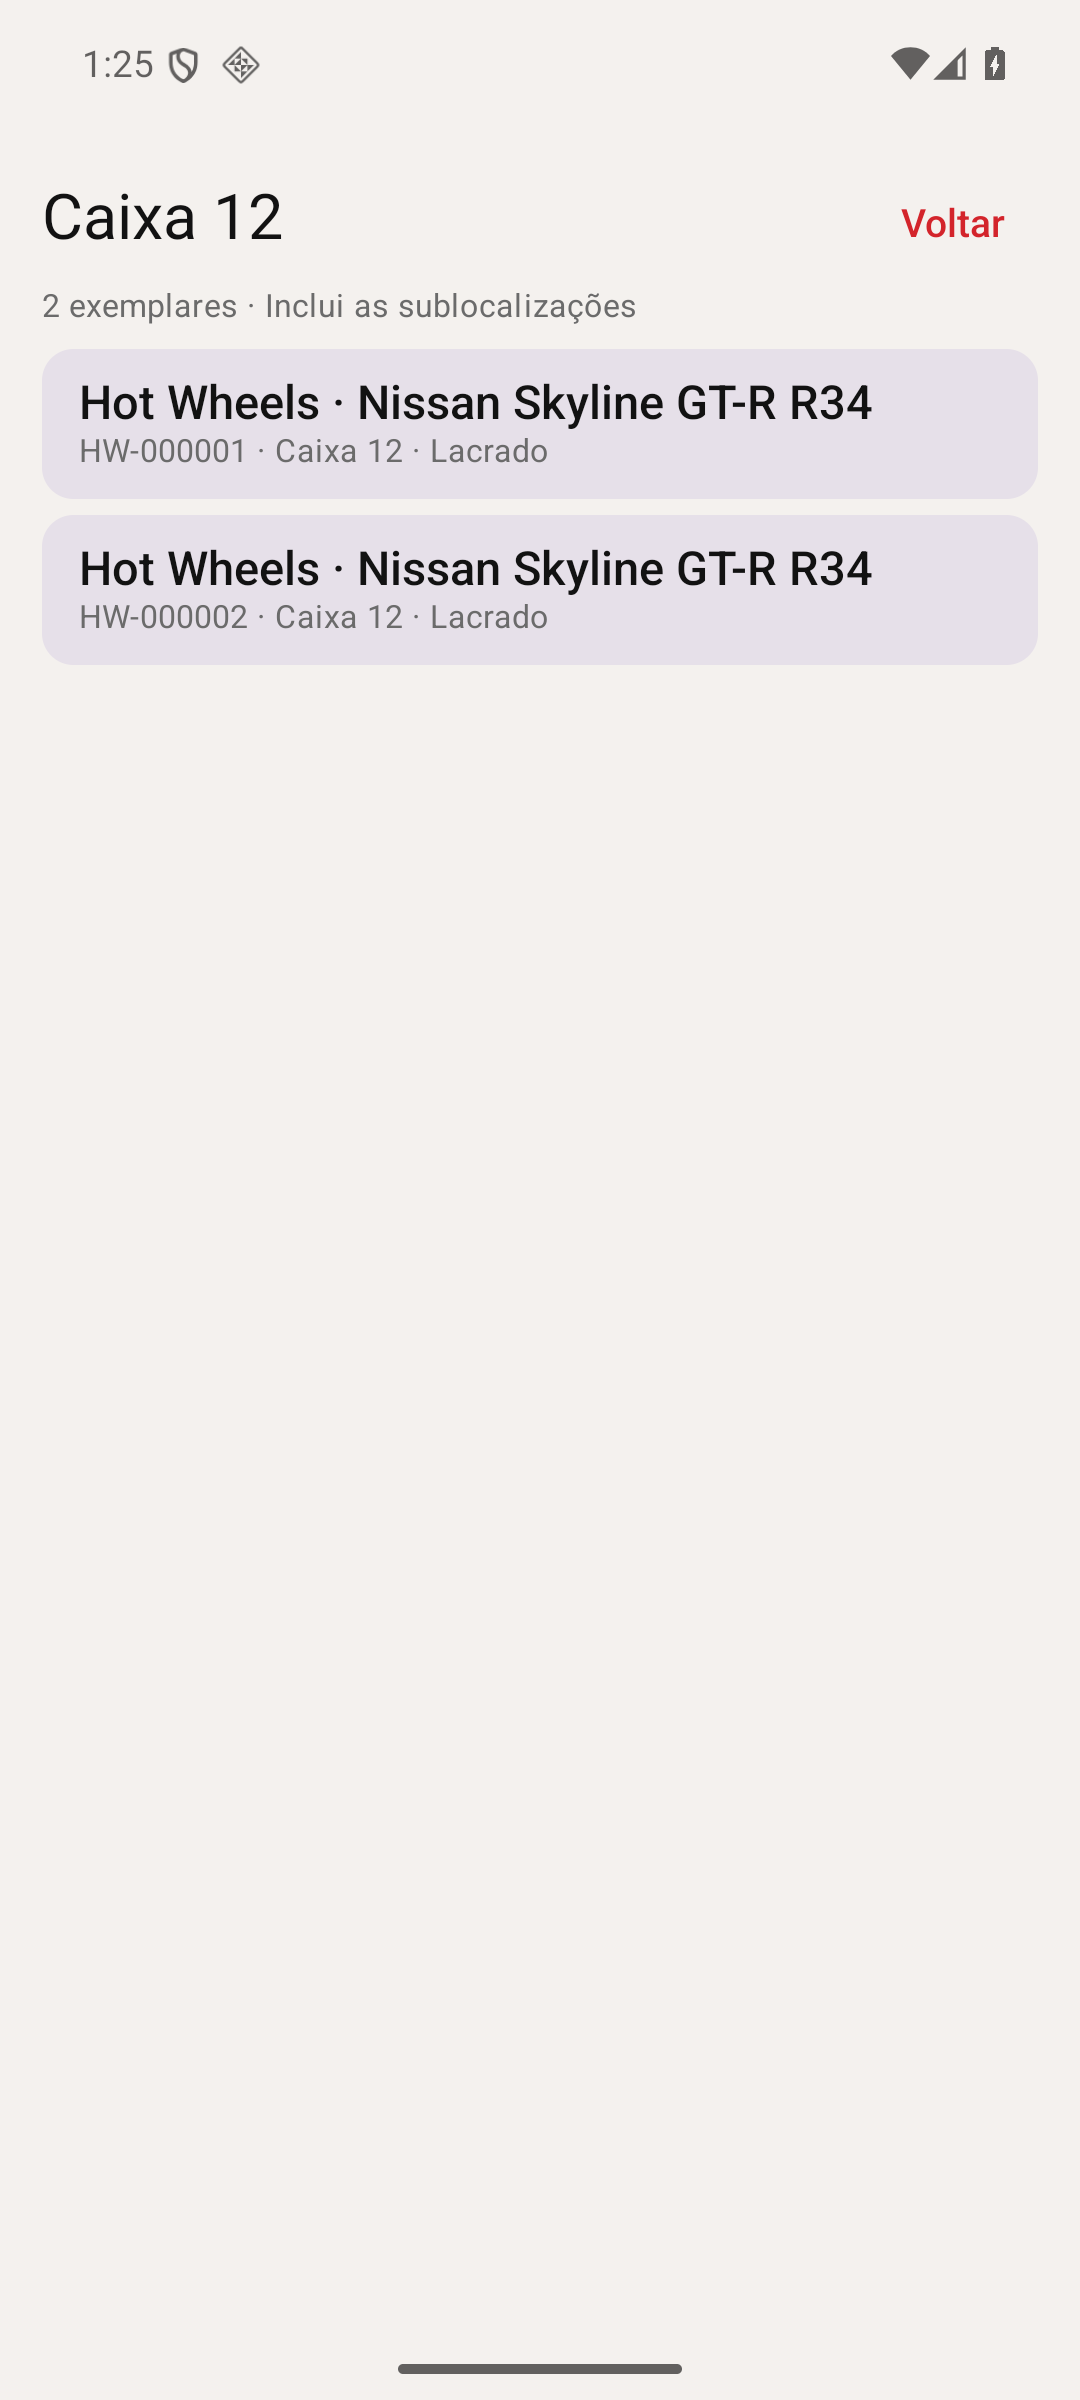 1:25
Caixa 12
Voltar
2 exemplares · Inclui as sublocalizações
Hot Wheels · Nissan Skyline GT-R R34
HW-000001 · Caixa 12 · Lacrado
Hot Wheels · Nissan Skyline GT-R R34
HW-000002 · Caixa 12 · Lacrado